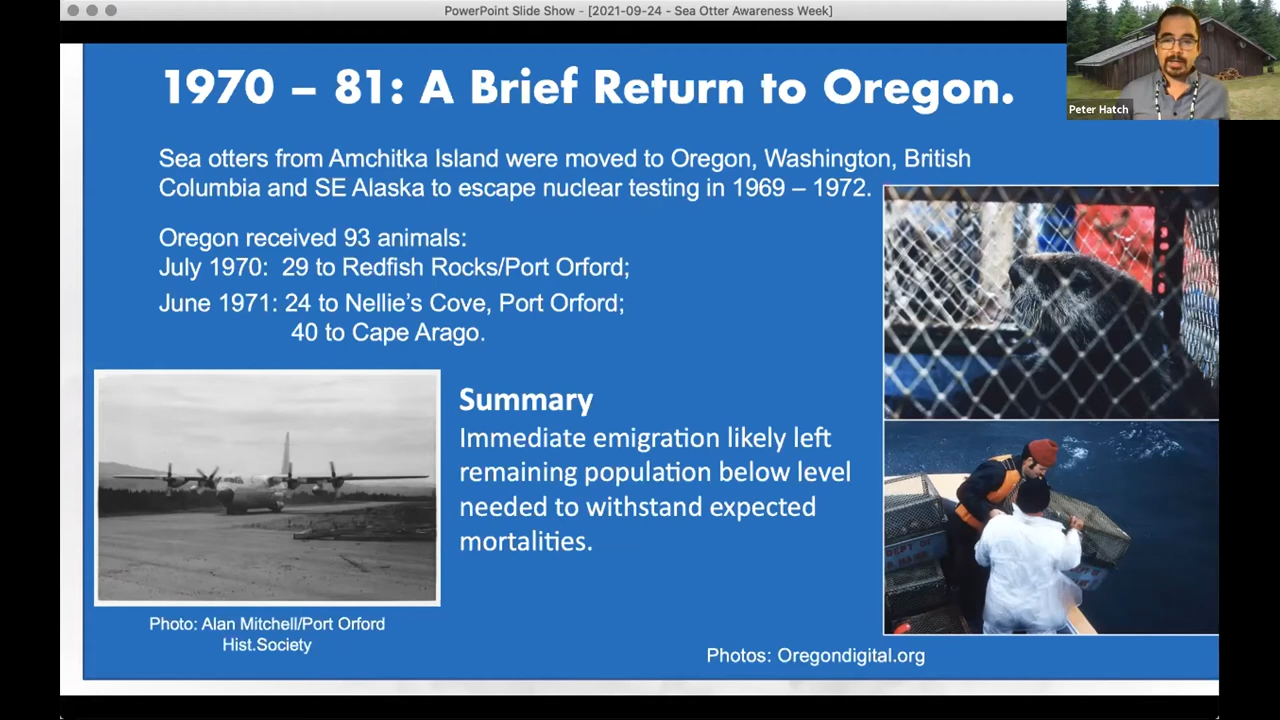 PowerPoint Slide Show - [2021-09-24 - Sea Otter Awareness Week]
Peter Hatch
1970 – 81: A Brief Return to Oregon.
Sea otters from Amchitka Island were moved to Oregon, Washington, British
Columbia and SE Alaska to escape nuclear testing in 1969 – 1972.
Oregon received 93 animals:
July 1970: 29 to Redfish Rocks/Port Orford;
June 1971: 24 to Nellie's Cove, Port Orford;
40 to Cape Arago.
Summary
Immediate emigration likely left
remaining population below level
needed to withstand expected
mortalities.
Photo: Alan Mitchell/Port Orford
Hist.Society
Photos: Oregondigital.org